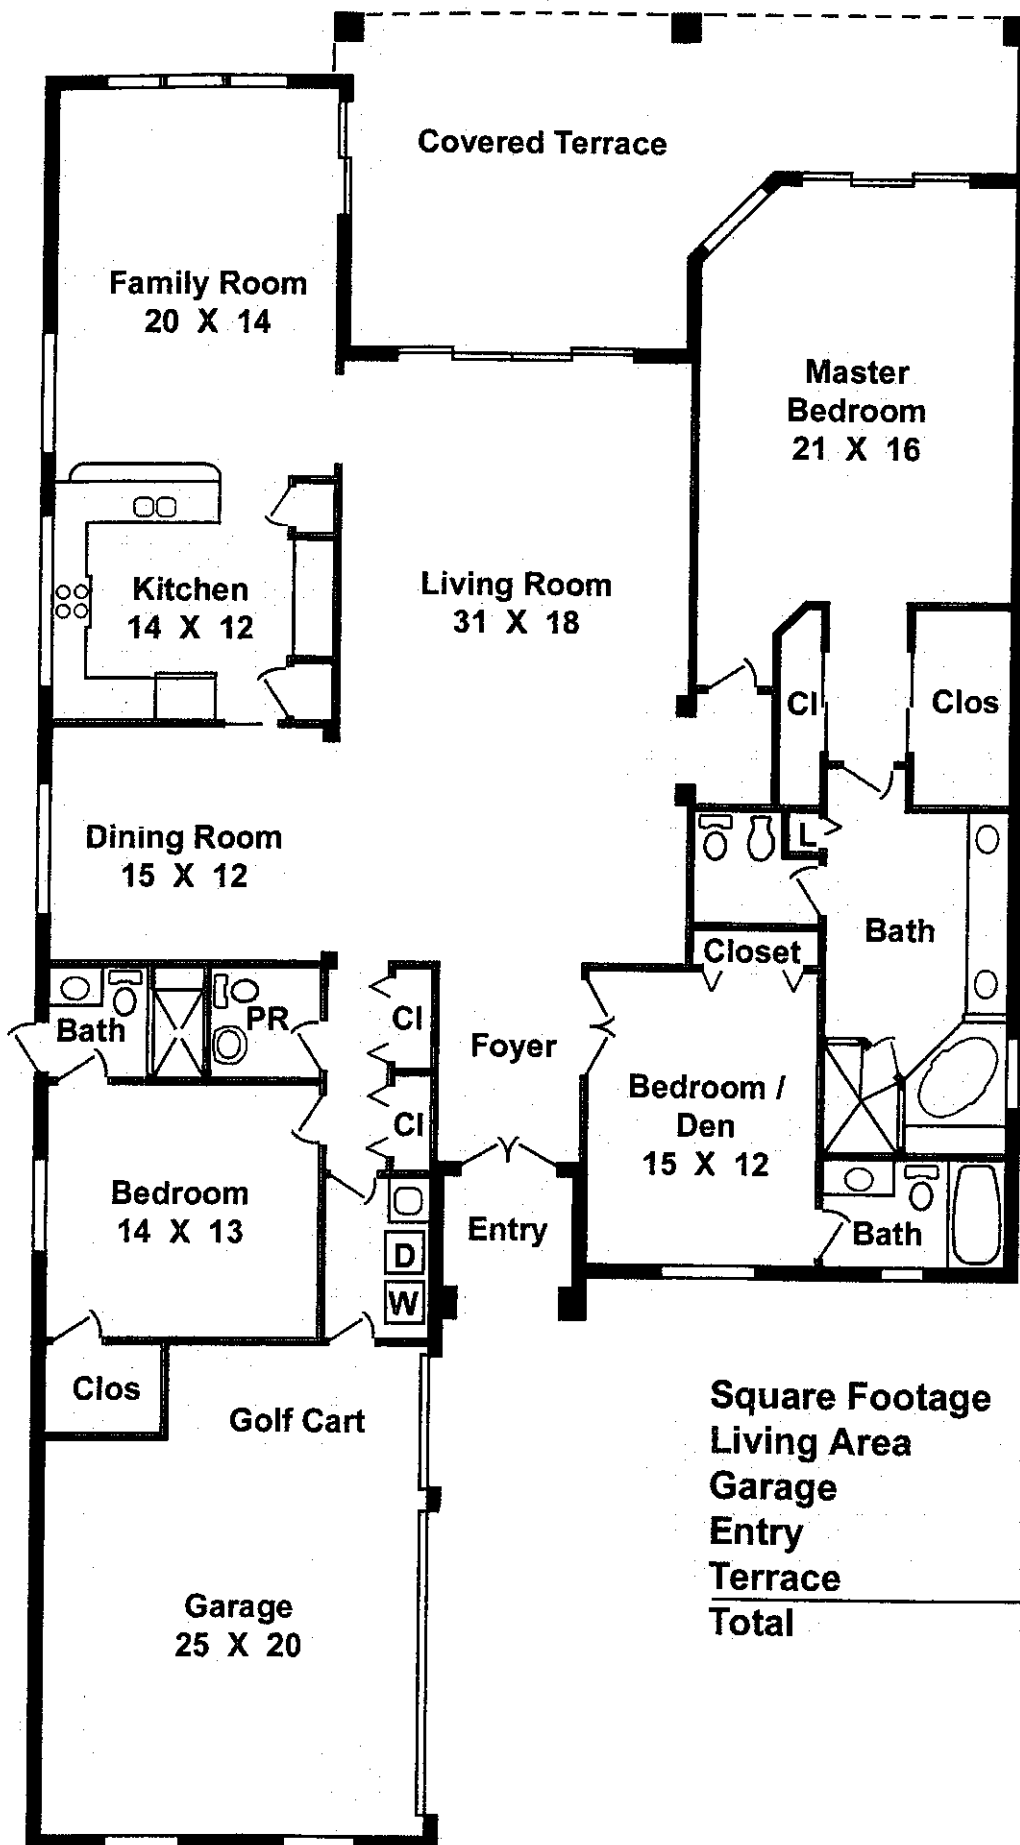 Covered Terrace
Family Room
20 X 14
Master
Bedroom
21 X 16
Kitchen
14 X 12
Living Room
31 X 18
Cl
Clos
Dining Room
15 X 12
L
Bath
Closet
Bath
PR
Cl
Foyer
Bedroom /
Den
15 X 12
Cl
Bedroom
14 X 13
Entry
Bath
D
W
Clos
Golf Cart
Garage
25 X 20
Square Footage
Living Area
Garage
Entry
Terrace
Total